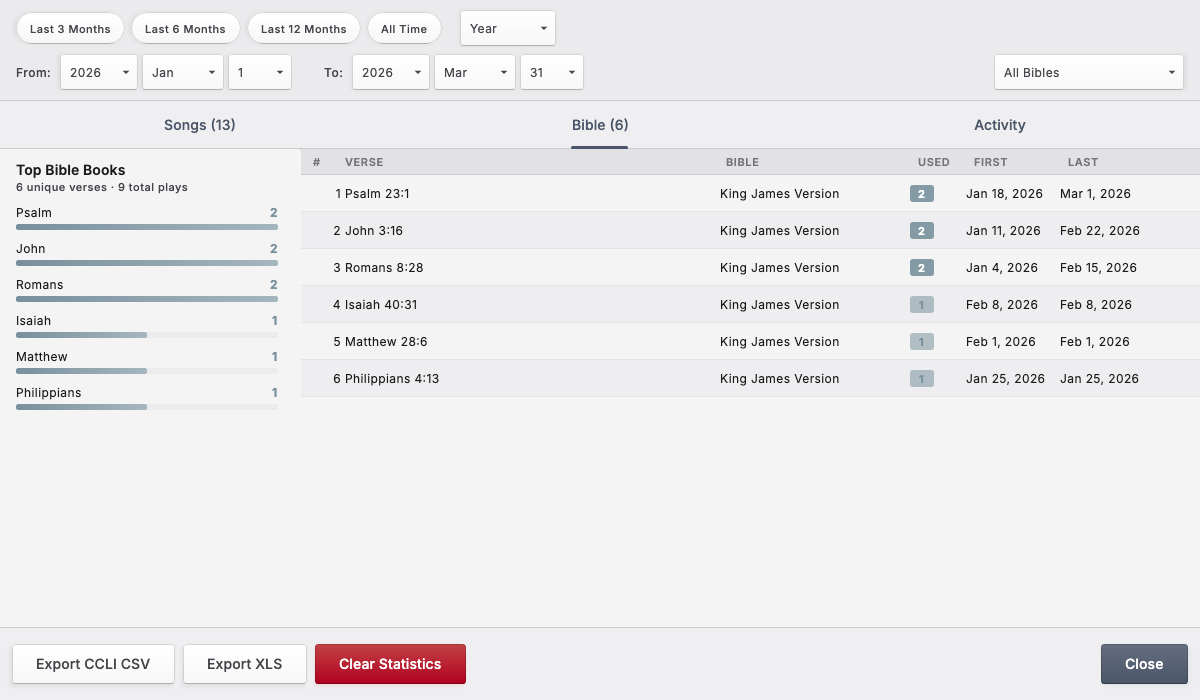 Last 3 Months Last 6 Months Last 12 Months All Time Year
From: 2026 Jan 1 To: 2026 Mar 31 All Bibles
Songs (13) Bible (6) Activity
Top Bible Books
6 unique verses · 9 total plays
Psalm 2
John 2
Romans 2
Isaiah 1
Matthew 1
Philippians 1
# VERSE BIBLE USED FIRST LAST
1 Psalm 23:1 King James Version 2 Jan 18, 2026 Mar 1, 2026
2 John 3:16 King James Version 2 Jan 11, 2026 Feb 22, 2026
3 Romans 8:28 King James Version 2 Jan 4, 2026 Feb 15, 2026
4 Isaiah 40:31 King James Version 1 Feb 8, 2026 Feb 8, 2026
5 Matthew 28:6 King James Version 1 Feb 1, 2026 Feb 1, 2026
6 Philippians 4:13 King James Version 1 Jan 25, 2026 Jan 25, 2026
Export CCLI CSV Export XLS Clear Statistics Close